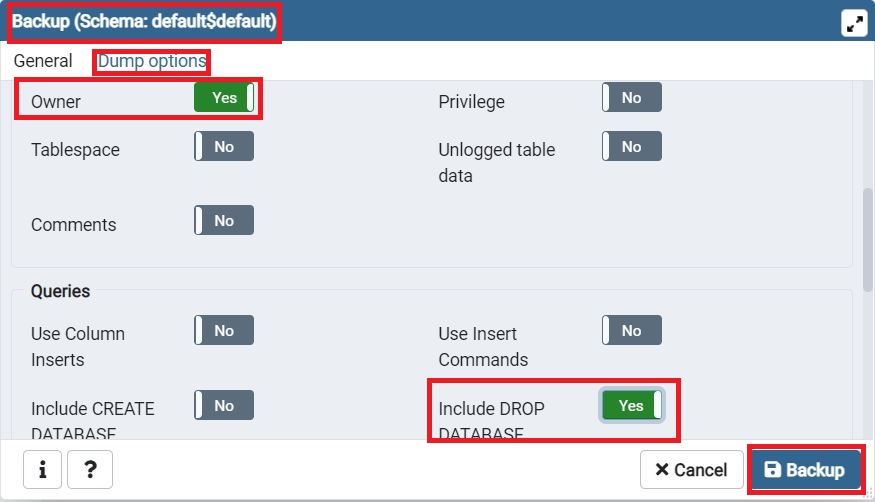 Backup (Schema: default$default)
General Dump options
Owner Yes Privilege No
Tablespace No Unlogged table
data
No
Comments No
Queries
Use Column
Inserts
No
Use Insert
Commands
No
Include CREATE
DATABASE
No
Include DROP
DATABASE
Yes
i ? × Cancel Backup